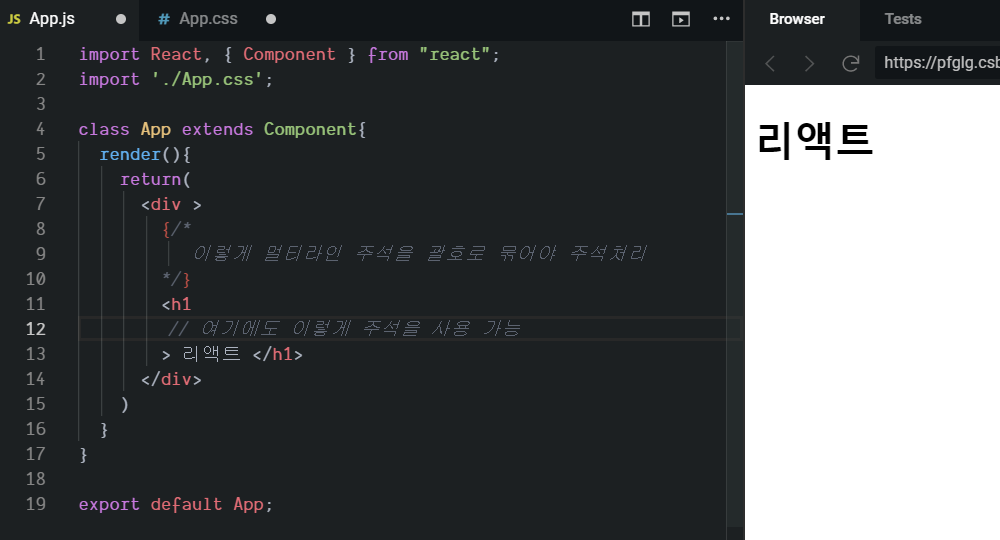 JS App.js # App.css
Browser Tests
https://pfglg.csb
1 import React, { Component } from "react";
2 import './App.css';
3
4 class App extends Component{
5 render(){
6 return(
7 <div >
8 {/*
9 이렇게 멀티라인 주석을 괄호로 묶어야 주석처리
10 */}
11 <h1
12 // 여기에도 이렇게 주석을 사용 가능
13 > 리액트 </h1>
14 </div>
15 )
16 }
17 }
18
19 export default App;
리액트